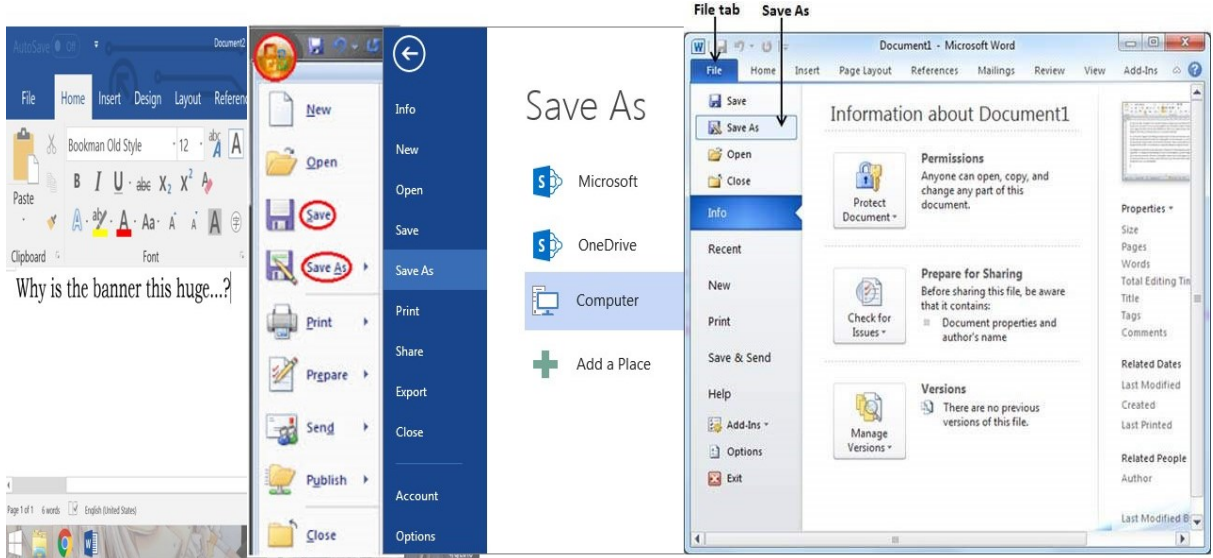 File tab Save As
AutoSave Off Document2
File Home Insert Design Layout Referenc
Bookman Old Style 12
Paste
B I U abc X2 X2
Aa A A A
Clipboard Font
Why is the banner this huge...?
Page 1 of 1 6 words English (United States)
New
Open
Save
Save As
Print
Prepare
Send
Publish
Close
Info
New
Open
Save
Save As
Print
Share
Export
Close
Account
Options
Save As
Microsoft
OneDrive
Computer
Add a Place
Document1 - Microsoft Word
File Home Insert Page Layout References Mailings Review View Add-Ins
Save
Save As
Open
Close
Info
Recent
New
Print
Save & Send
Help
Add-Ins
Options
Exit
Information about Document1
Protect
Document
Permissions
Anyone can open, copy, and
change any part of this
document.
Check for
Issues
Prepare for Sharing
Before sharing this file, be aware
that it contains:
Document properties and
author's name
Manage
Versions
Versions
There are no previous
versions of this file.
Properties
Size
Pages
Words
Total Editing Tin
Title
Tags
Comments
Related Dates
Last Modified
Created
Last Printed
Related People
Author
Last Modified B